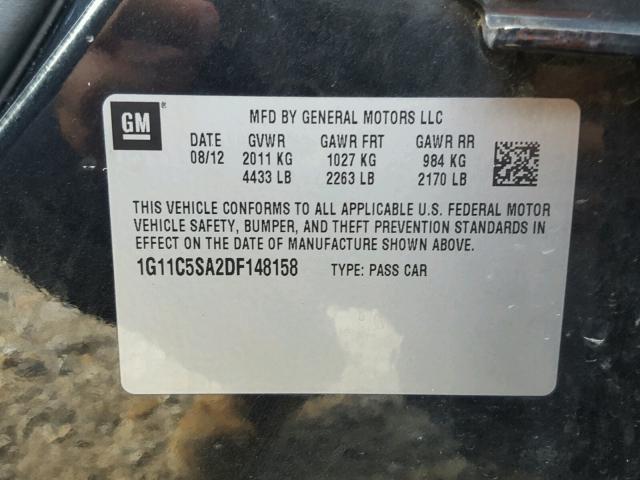 GM ®
MFD BY GENERAL MOTORS LLC
DATE GVWR GAWR FRT GAWR RR
08/12 2011 KG 1027 KG 984 KG
4433 LB 2263 LB 2170 LB
THIS VEHICLE CONFORMS TO ALL APPLICABLE U.S. FEDERAL MOTOR
VEHICLE SAFETY, BUMPER, AND THEFT PREVENTION STANDARDS IN
EFFECT ON THE DATE OF MANUFACTURE SHOWN ABOVE.
1G11C5SA2DF148158 TYPE: PASS CAR